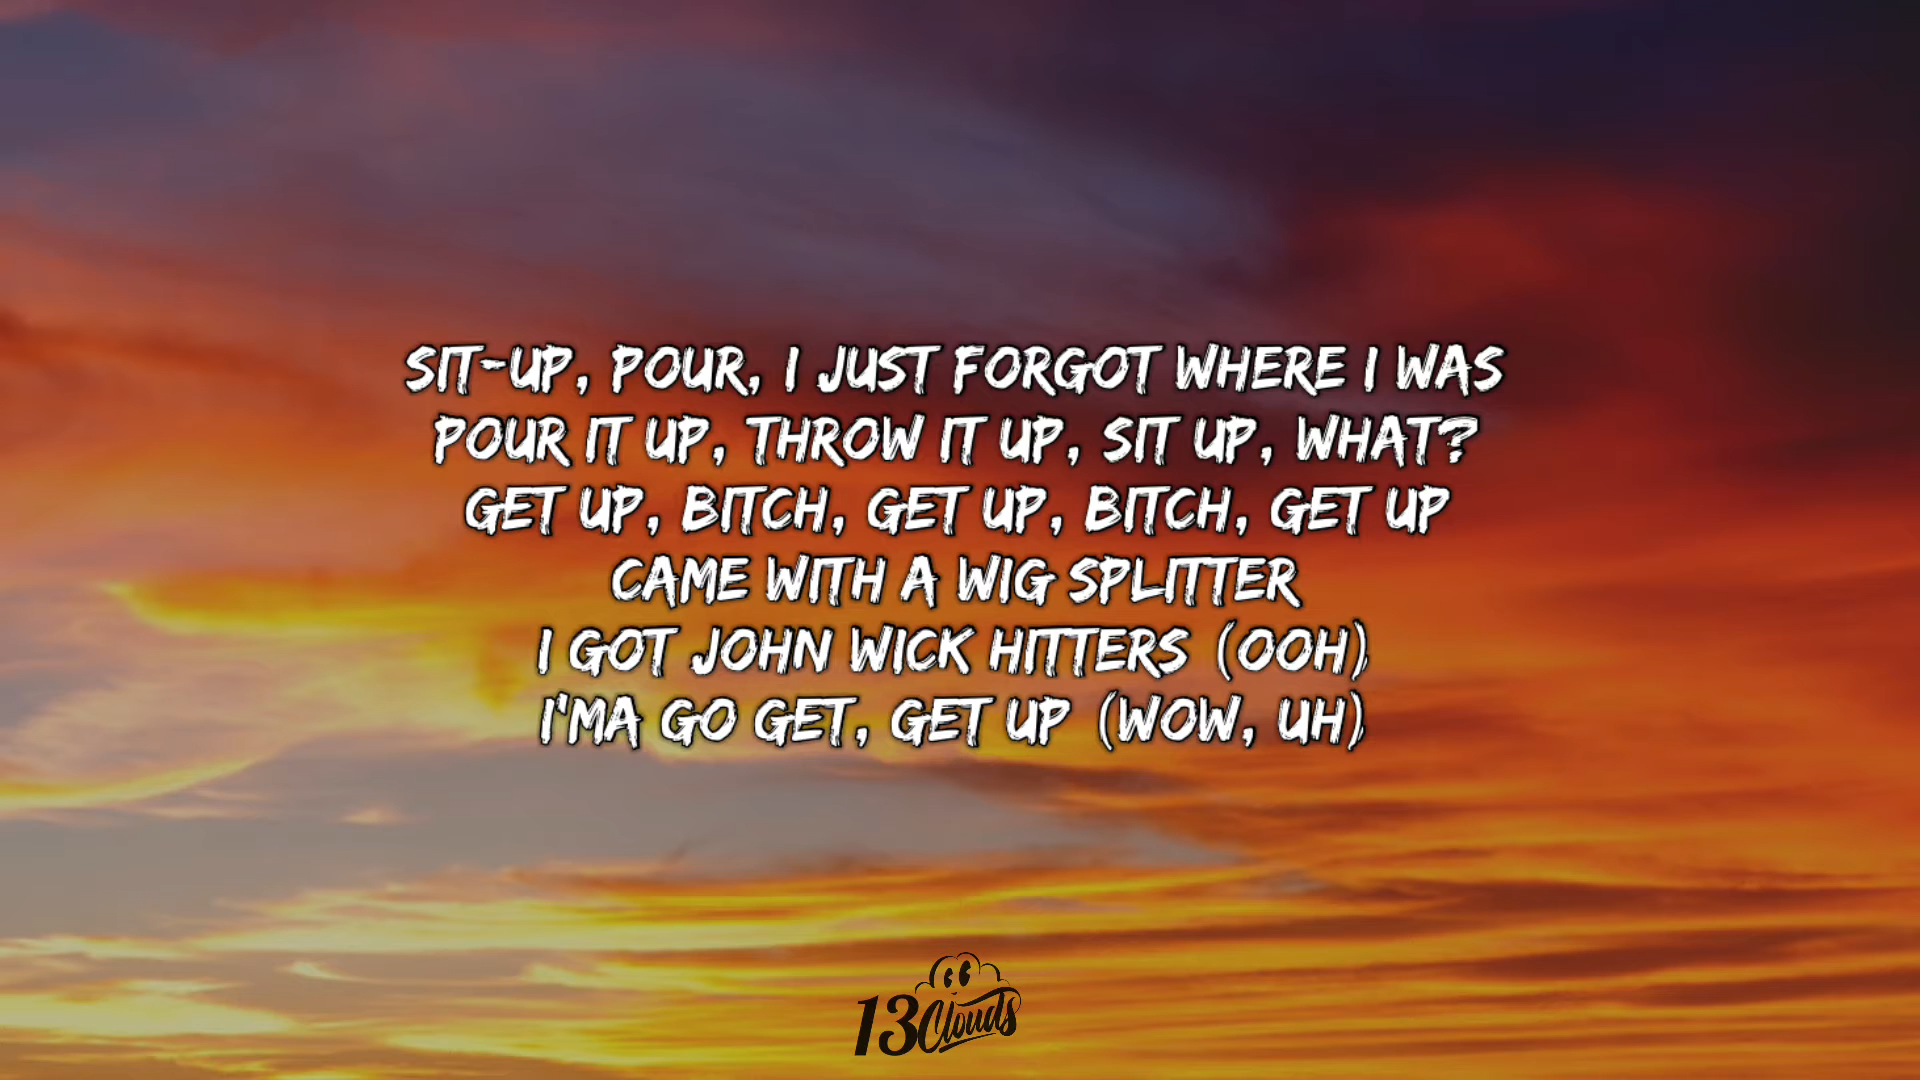 SIT-UP, POUR, I JUST FORGOT WHERE I WAS
POUR IT UP, THROW IT UP, SIT UP, WHAT?
GET UP, BITCH, GET UP, BITCH, GET UP
CAME WITH A WIG SPLITTER
I GOT JOHN WICK HITTERS (OOH)
I'MA GO GET, GET UP (WOW, UH)
13Clouds